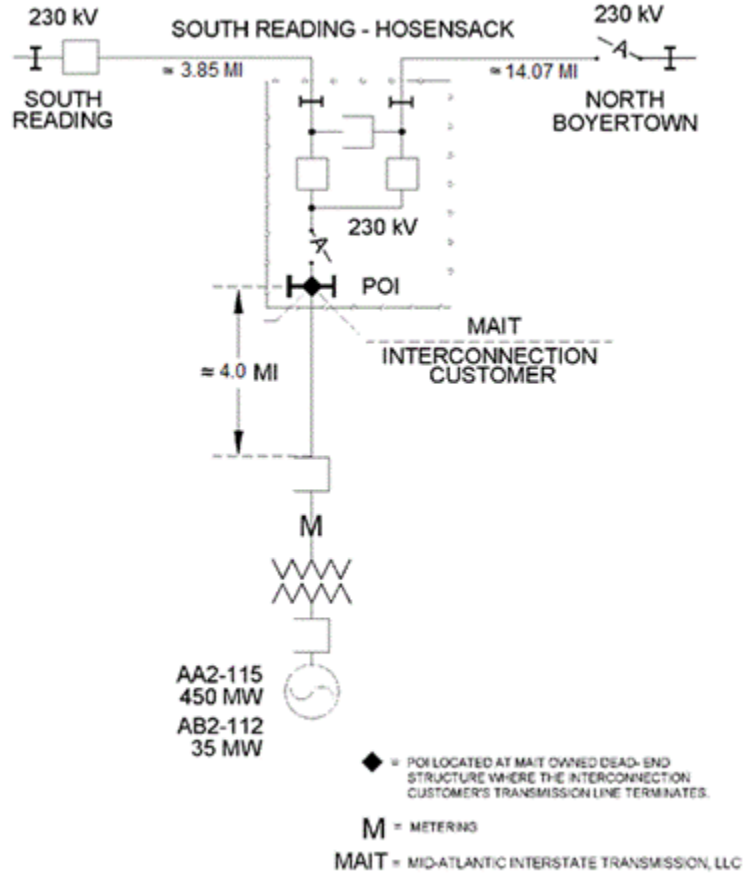 230 kV
SOUTH READING - HOSENSACK
230 kV
≈ 3.85 MI
≈ 14.07 MI
A
SOUTH
READING
NORTH
BOYERTOWN
230 kV
A
POI
MAIT
INTERCONNECTION
CUSTOMER
≈ 4.0 MI
M
AA2-115
450 MW
AB2-112
35 MW
= POI LOCATED AT MAIT OWNED DEAD- END
STRUCTURE WHERE THE INTERCONNECTION
CUSTOMER'S TRANSMISSION LINE TERMINATES.
M = METERING
MAIT = MID-ATLANTIC INTERSTATE TRANSMISSION, LLC